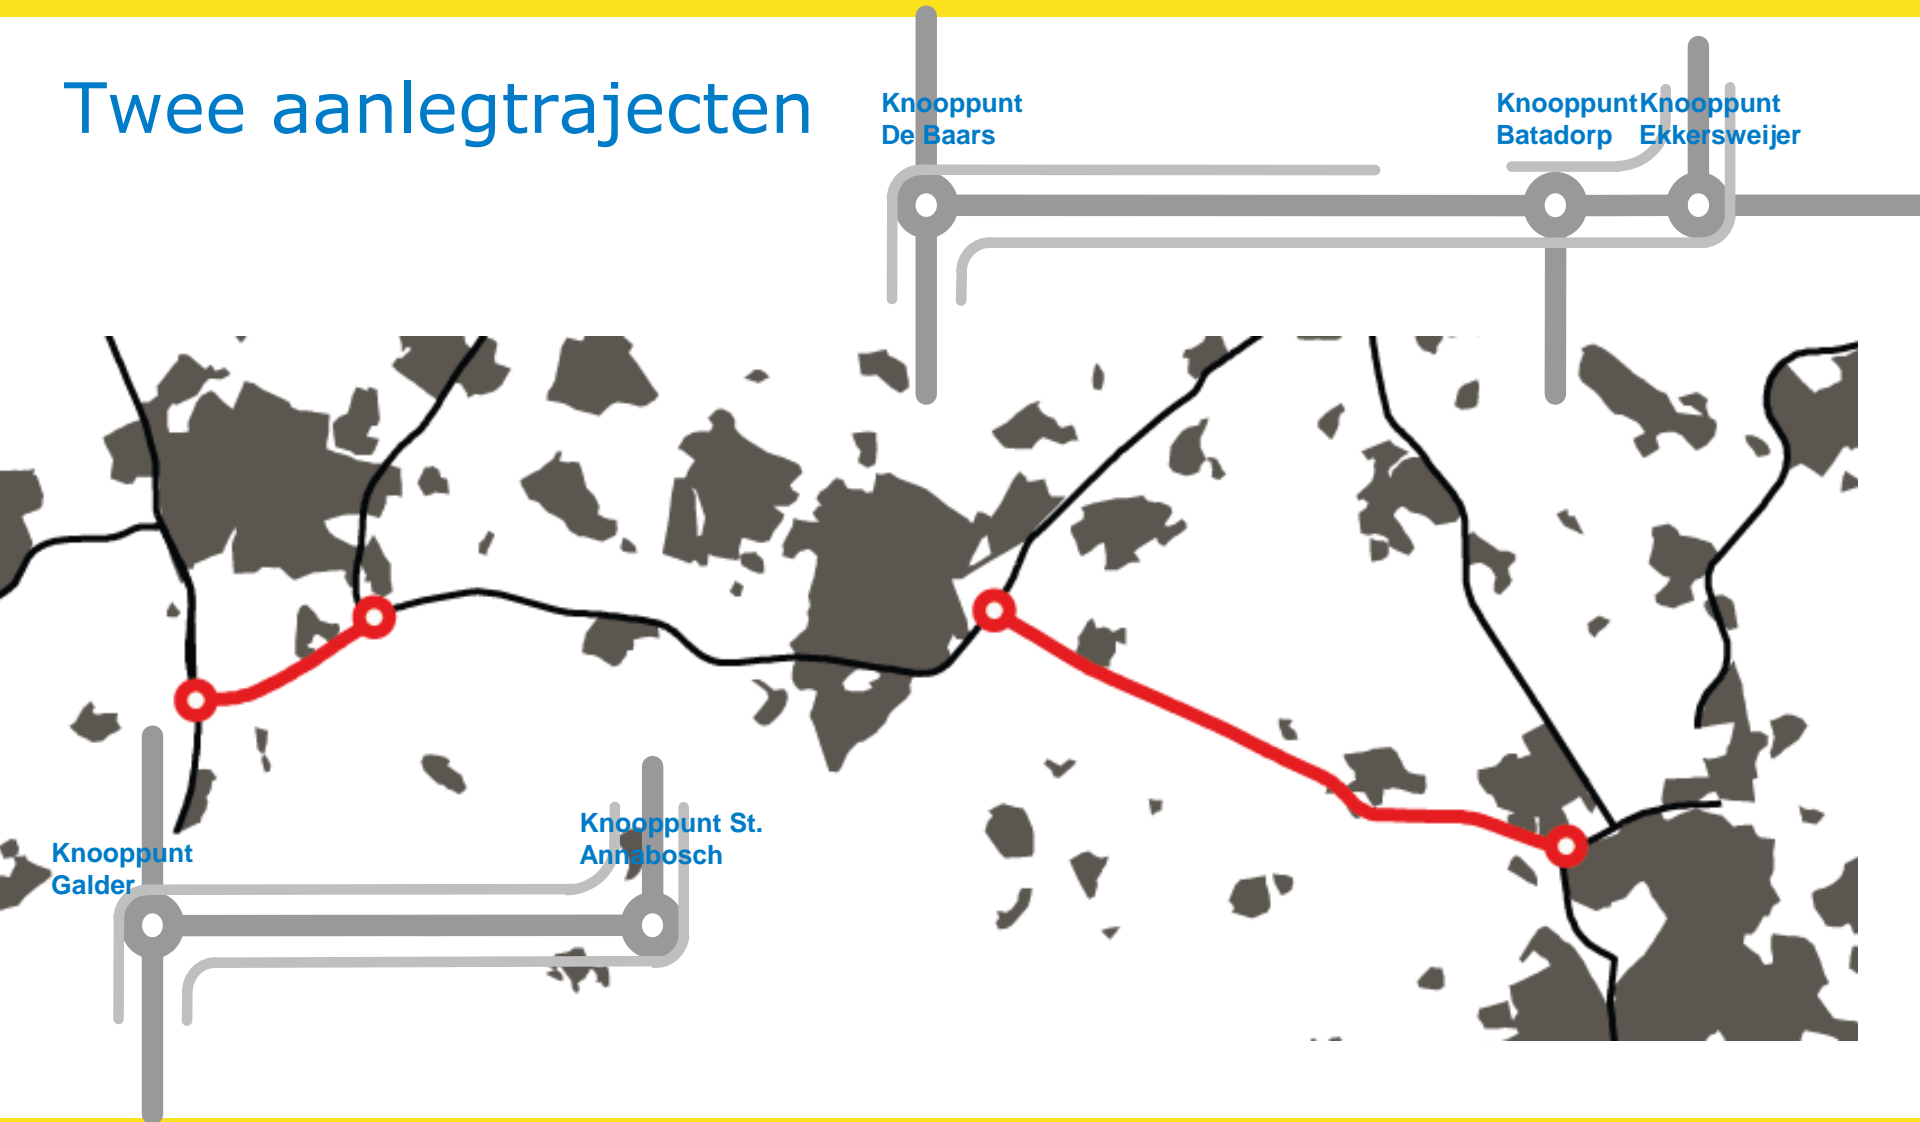 Twee aanlegtrajecten
Knooppunt
De Baars
Knooppunt
Batadorp
Knooppunt
Ekkersweijer
Knooppunt St.
Annabosch
Knooppunt
Galder